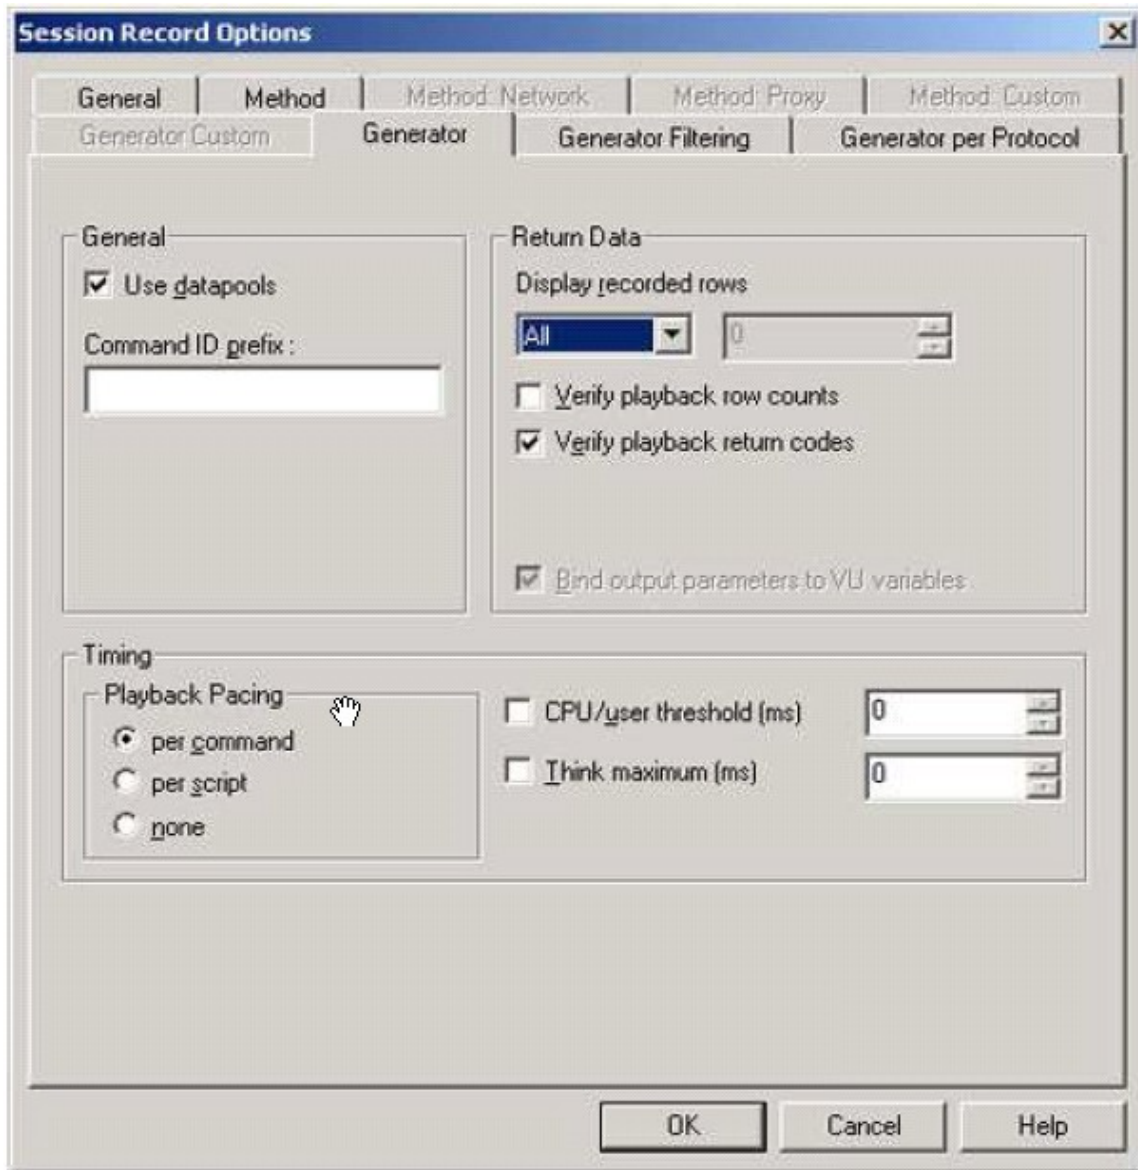 Session Record Options
General Method Method: Network Method: Proxy Method: Custom
Generator Custom Generator Generator Filtering Generator per Protocol
General
Use datapools
Command ID prefix :
Return Data
Display recorded rows
All 0
Verify playback row counts
Verify playback return codes
Bind output parameters to VU variables
Timing
Playback Pacing
per command
per script
none
CPU/user threshold (ms) 0
Think maximum (ms) 0
OK Cancel Help